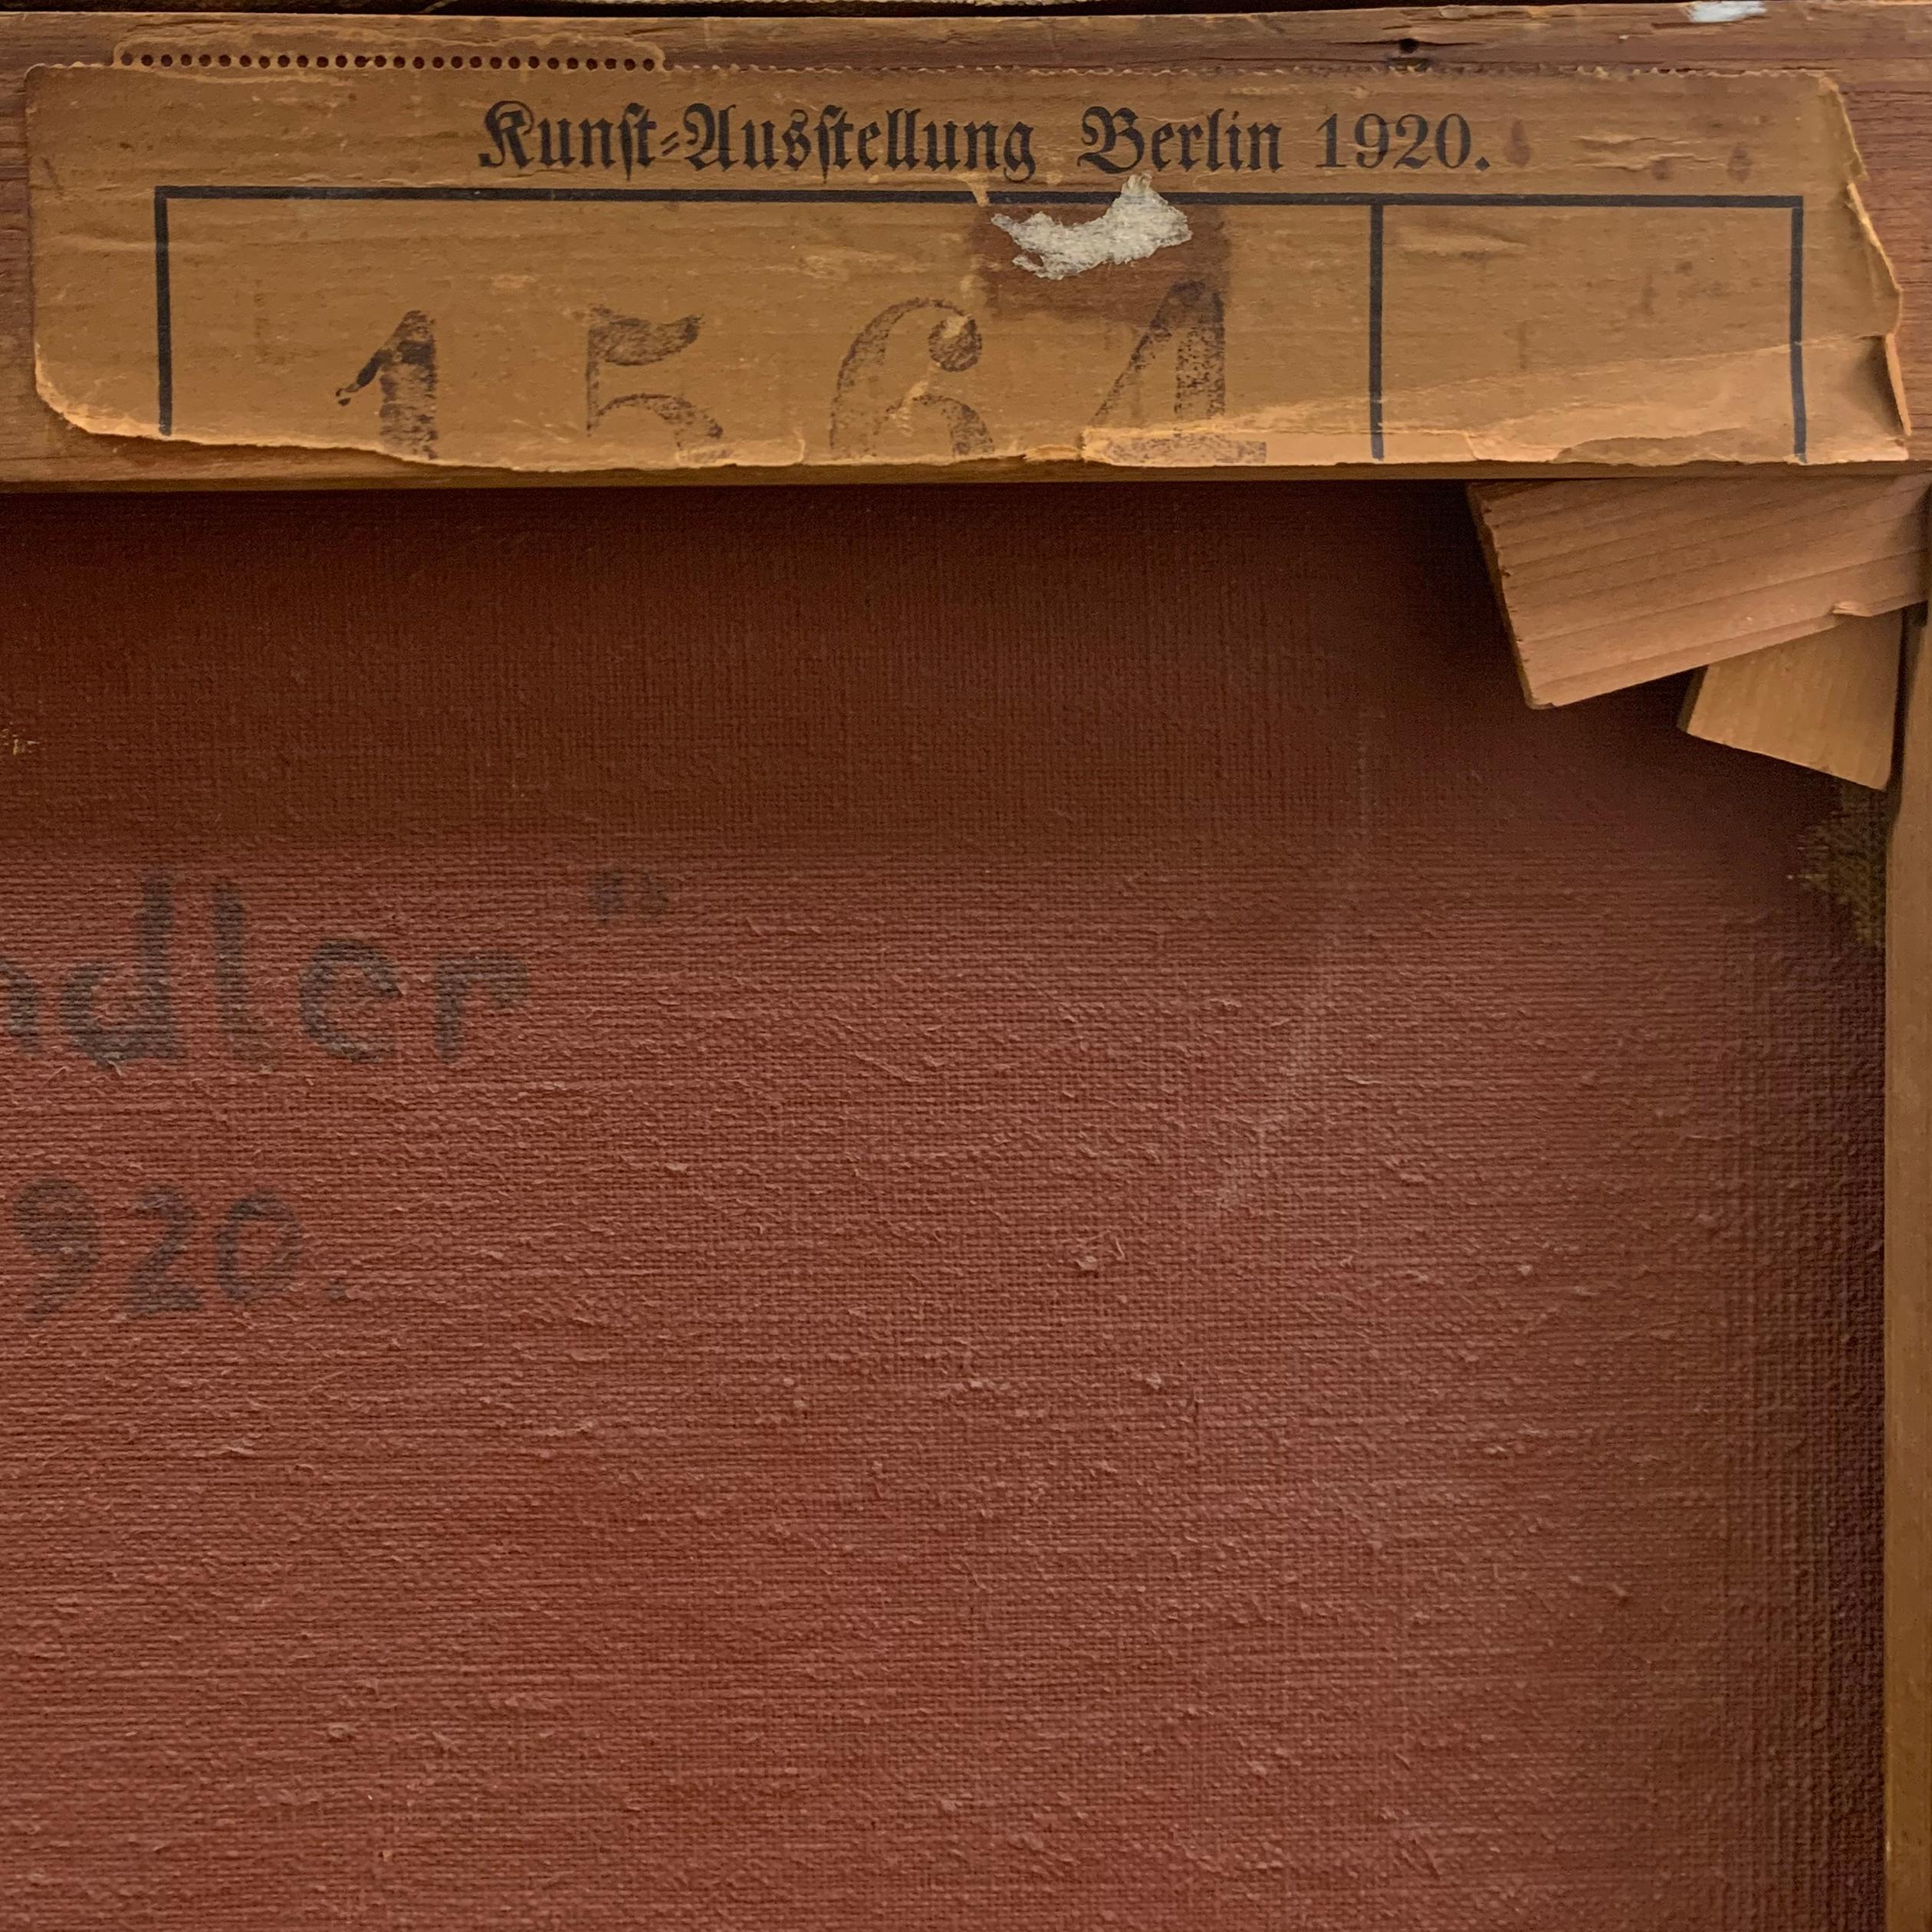 Kunst-Ausstellung Berlin 1920.
1564
ndler"
920.